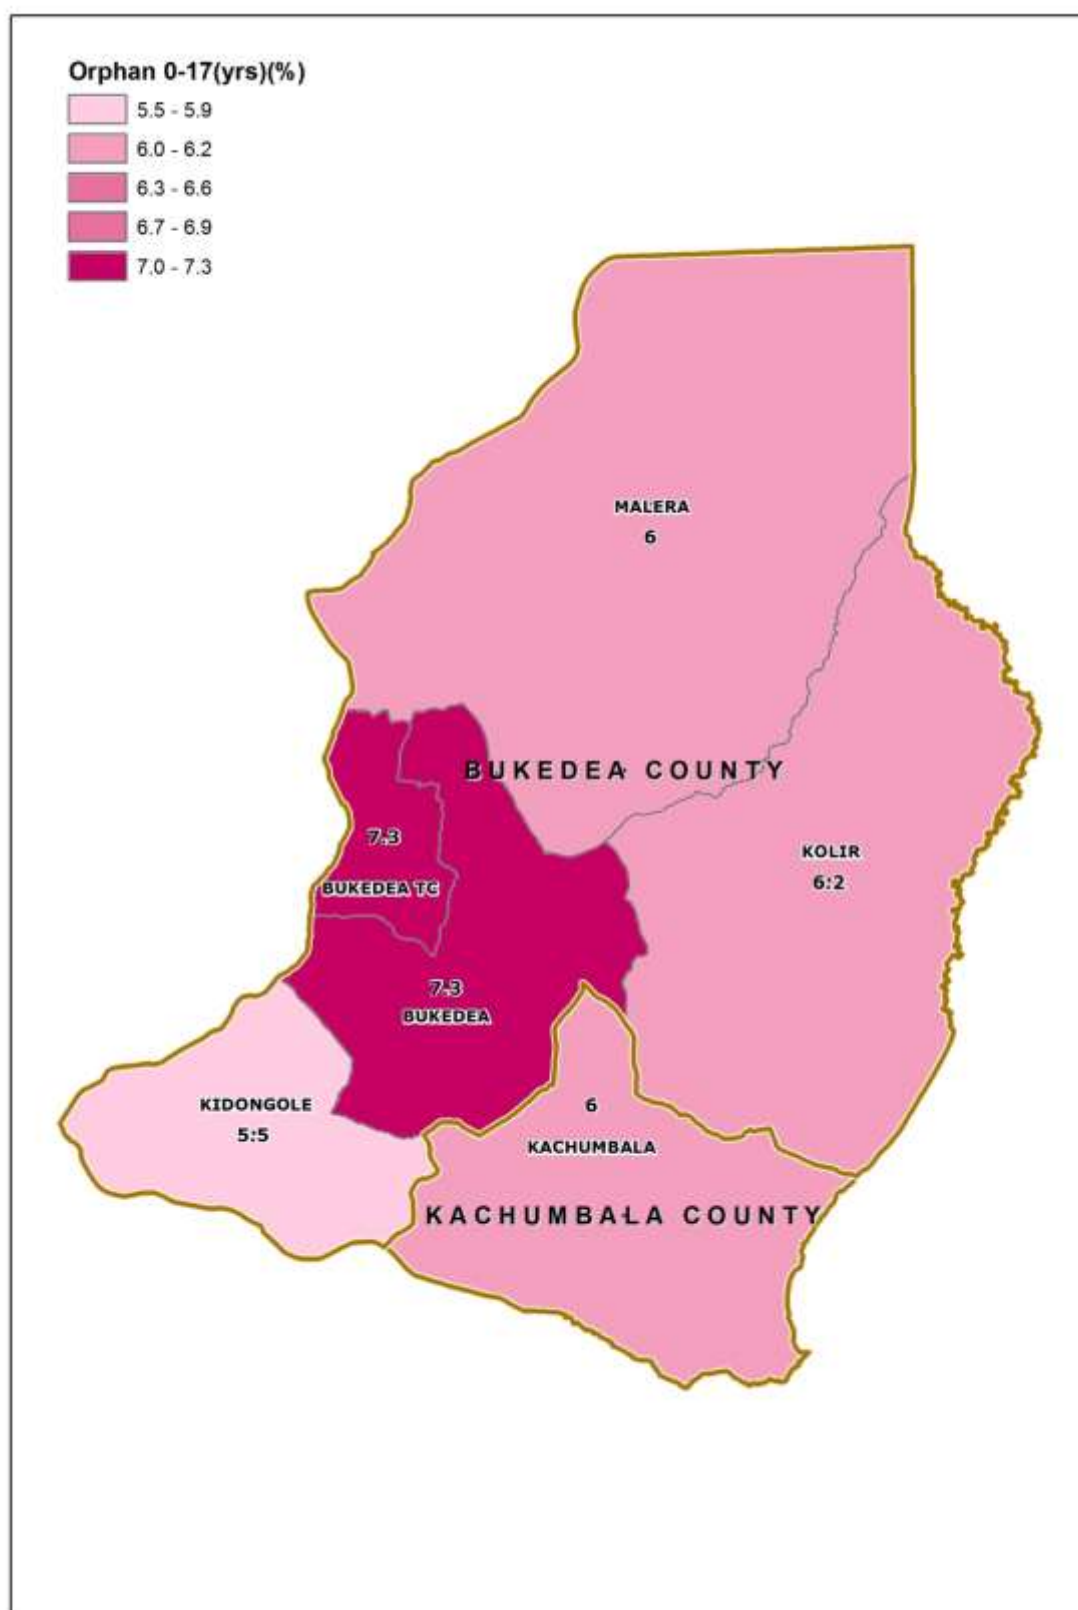 Orphan 0-17(yrs)(%)
5.5 - 5.9
6.0 - 6.2
6.3 - 6.6
6.7 - 6.9
7.0 - 7.3
MALERA
6
BUKEDEA COUNTY
7.3
BUKEDEA TC
KOLIR
6:2
7.3
BUKEDEA
KIDONGOLE
5:5
6
KACHUMBALA
KACHUMBALA COUNTY